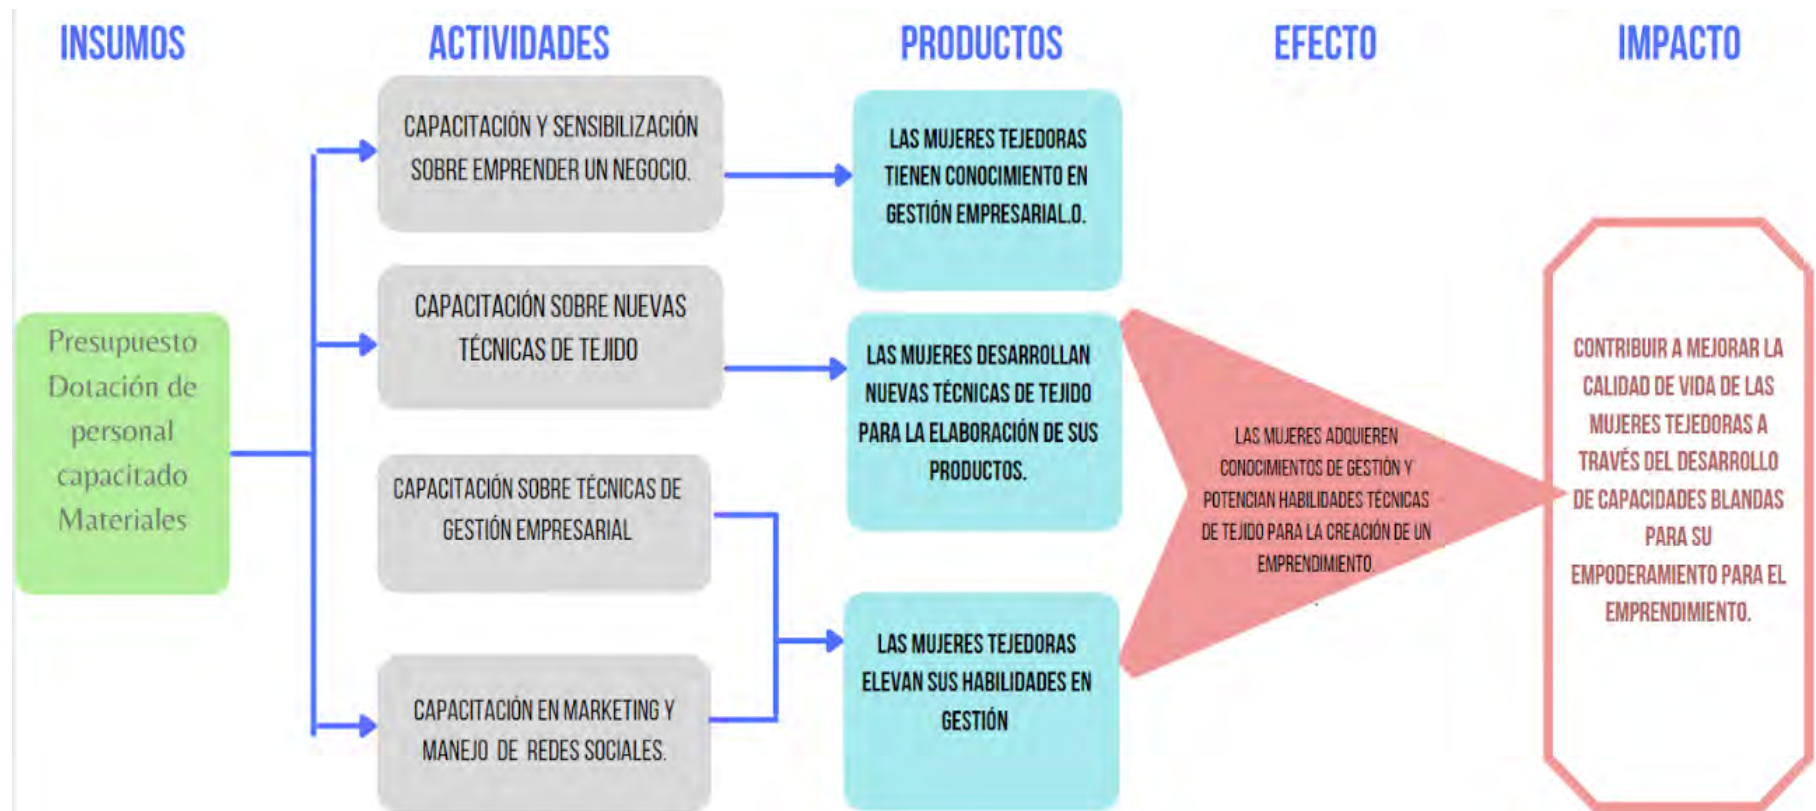 INSUMOS
ACTIVIDADES
PRODUCTOS
EFECTO
IMPACTO
Presupuesto
Dotación de
personal
capacitado
Materiales
CAPACITACIÓN Y SENSIBILIZACIÓN
SOBRE EMPRENDER UN NEGOCIO.
CAPACITACIÓN SOBRE NUEVAS
TÉCNICAS DE TEJIDO
CAPACITACIÓN SOBRE TÉCNICAS DE
GESTIÓN EMPRESARIAL
CAPACITACIÓN EN MARKETING Y
MANEJO DE REDES SOCIALES.
LAS MUJERES TEJEDORAS
TIENEN CONOCIMIENTO EN
GESTIÓN EMPRESARIAL.O.
LAS MUJERES DESARROLLAN
NUEVAS TÉCNICAS DE TEJIDO
PARA LA ELABORACIÓN DE SUS
PRODUCTOS.
LAS MUJERES TEJEDORAS
ELEVAN SUS HABILIDADES EN
GESTIÓN
LAS MUJERES ADQUIEREN
CONOCIMIENTOS DE GESTIÓN Y
POTENCIAN HABILIDADES TÉCNICAS
DE TEJIDO PARA LA CREACIÓN DE UN
EMPRENDIMIENTO.
.
CONTRIBUIR A MEJORAR LA
CALIDAD DE VIDA DE LAS
MUJERES TEJEDORAS A
TRAVÉS DEL DESARROLLO
DE CAPACIDADES BLANDAS
PARA SU
EMPODERAMIENTO PARA EL
EMPRENDIMIENTO.